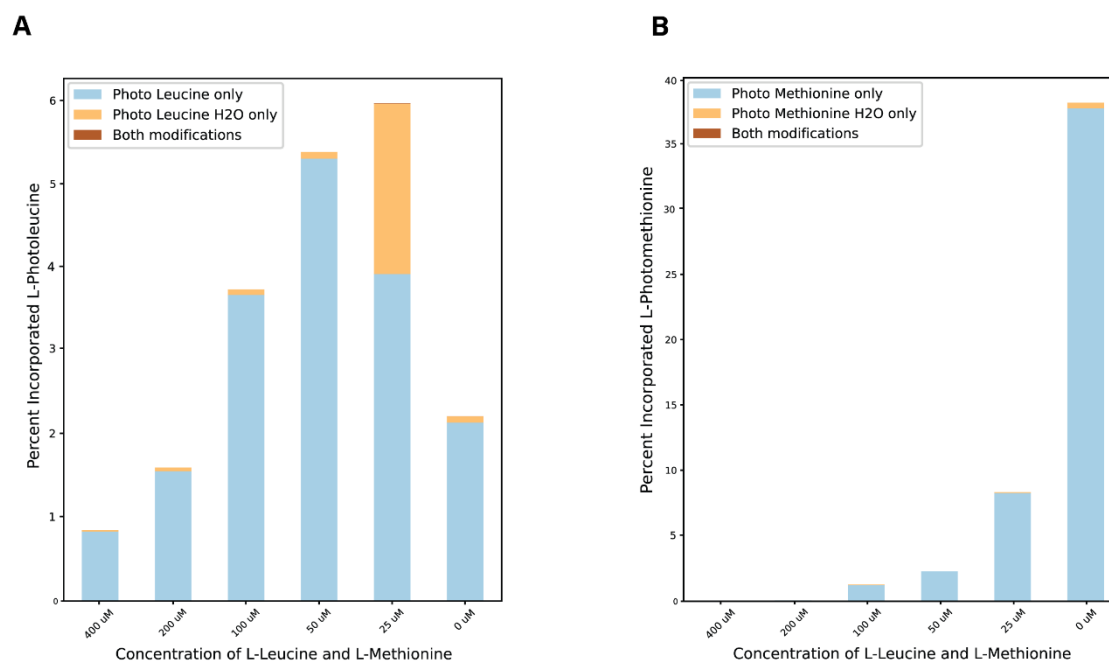 A
Photo Leucine only
Photo Leucine H2O only
Both modifications
Percent Incorporated L-Photoleucine
6
5
4
3
2
1
0
400 uM
200 uM
100 uM
50 uM
25 uM
0 uM
Concentration of L-Leucine and L-Methionine
B
Photo Methionine only
Photo Methionine H2O only
Both modifications
Percent Incorporated L-Photomethionine
40
35
30
25
20
15
10
5
0
400 uM
200 uM
100 uM
50 uM
25 uM
0 uM
Concentration of L-Leucine and L-Methionine